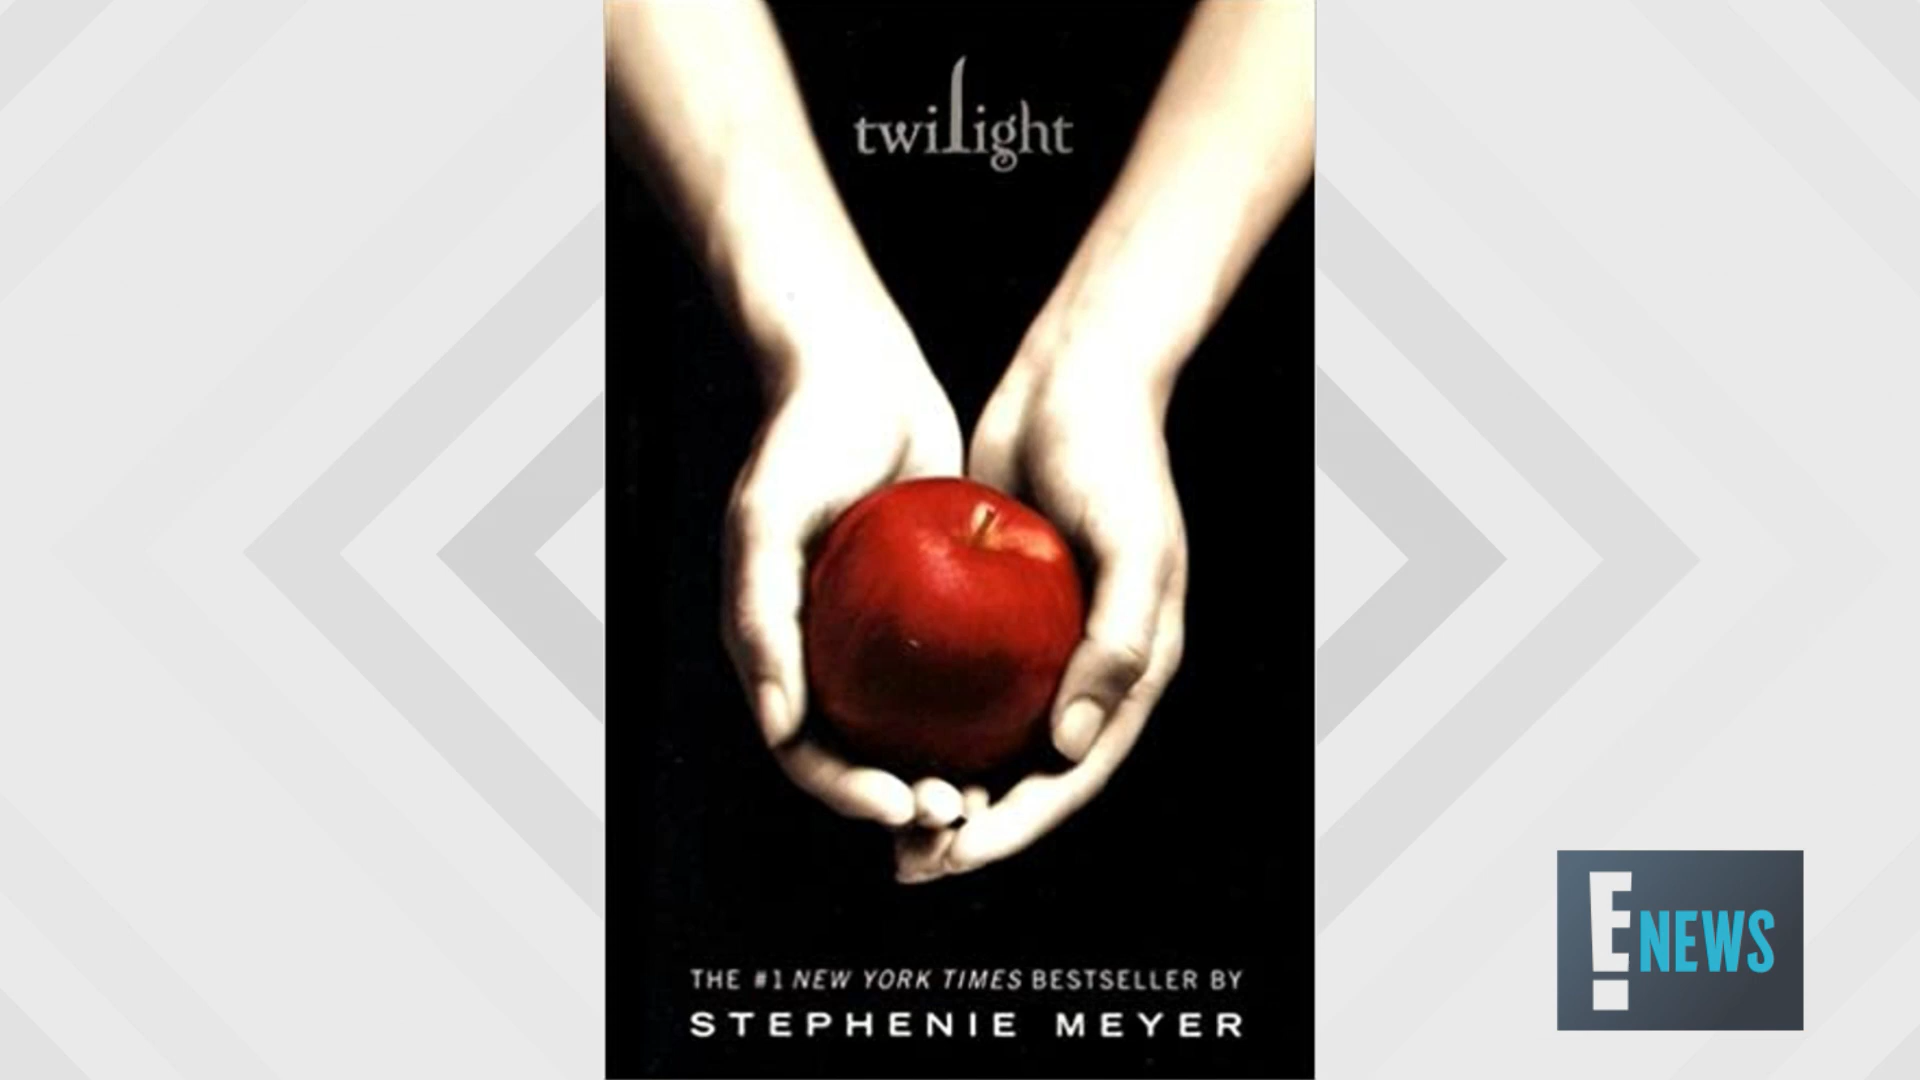 twilight
THE #1 NEW YORK TIMES BESTSELLER BY
STEPHENIE MEYER
E! NEWS